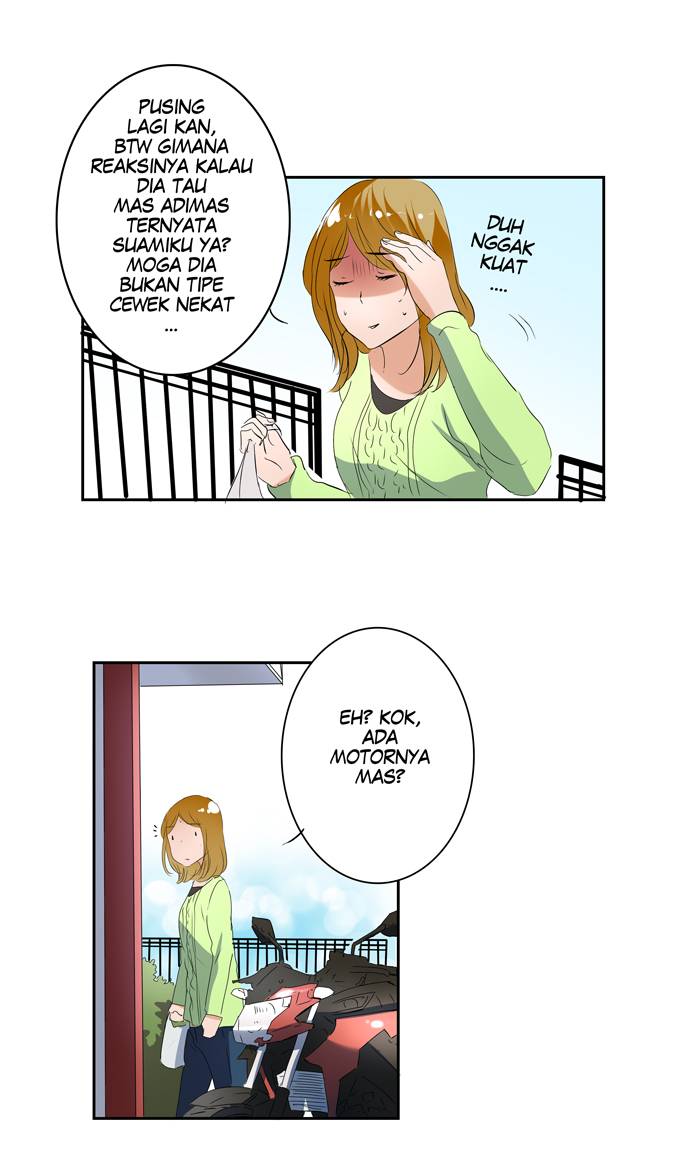 PUSING
LAGI KAN,
BTW GIMANA
REAKSINYA KALAU
DIA TAU
MAS ADIMAS
TERNYATA
SUAMIKU YA?
MOGA DIA
BUKAN TIPE
CEWEK NEKAT
...
DUH
NGGAK
KUAT
....
EH? KOK,
ADA
MOTORNYA
MAS?